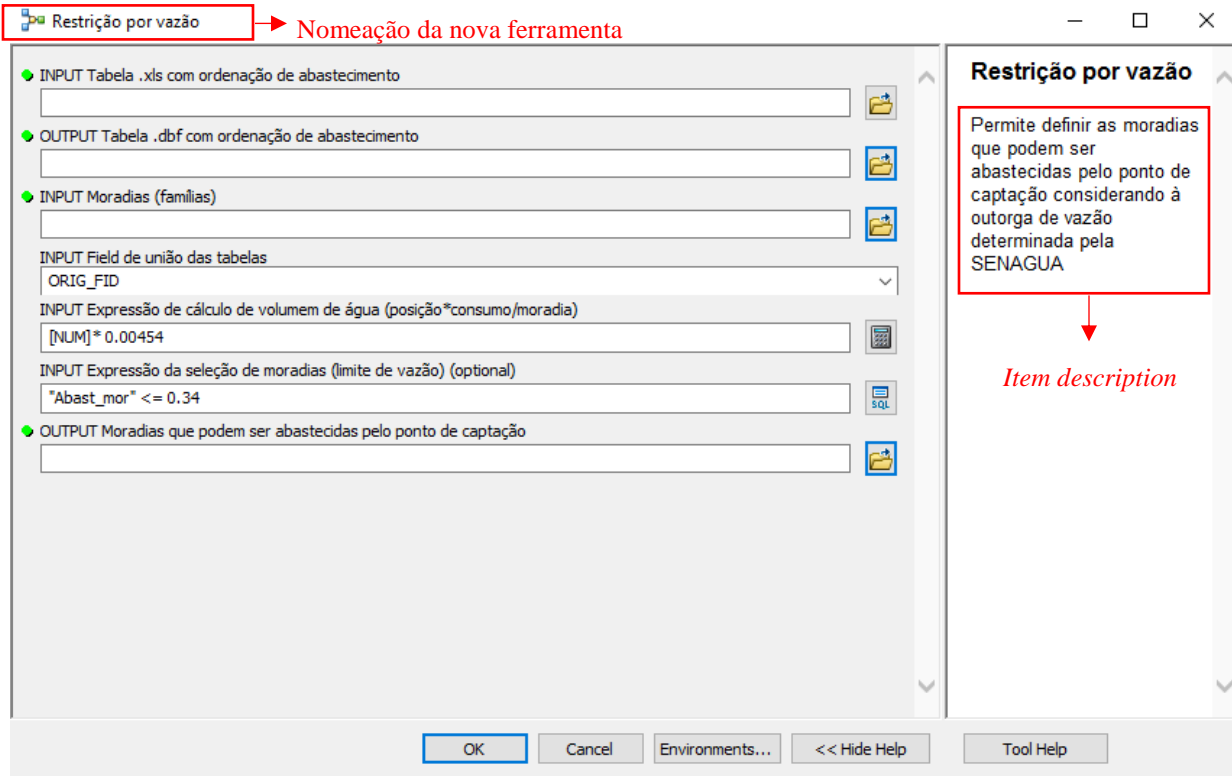 Restrição por vazão
Nomeação da nova ferramenta
INPUT Tabela .xls com ordenação de abastecimento
OUTPUT Tabela .dbf com ordenação de abastecimento
INPUT Moradias (famílias)
INPUT Field de união das tabelas
ORIG_FID
INPUT Expressão de cálculo de volumem de água (posição*consumo/moradia)
[NUM]* 0.00454
INPUT Expressão da seleção de moradias (limite de vazão) (optional)
"Abast_mor" <= 0.34
SQL
OUTPUT Moradias que podem ser abastecidas pelo ponto de captação
Restrição por vazão
Permite definir as moradias
que podem ser
abastecidas pelo ponto de
captação considerando à
outorga de vazão
determinada pela
SENAGUA
Item description
OK
Cancel
Environments...
<< Hide Help
Tool Help